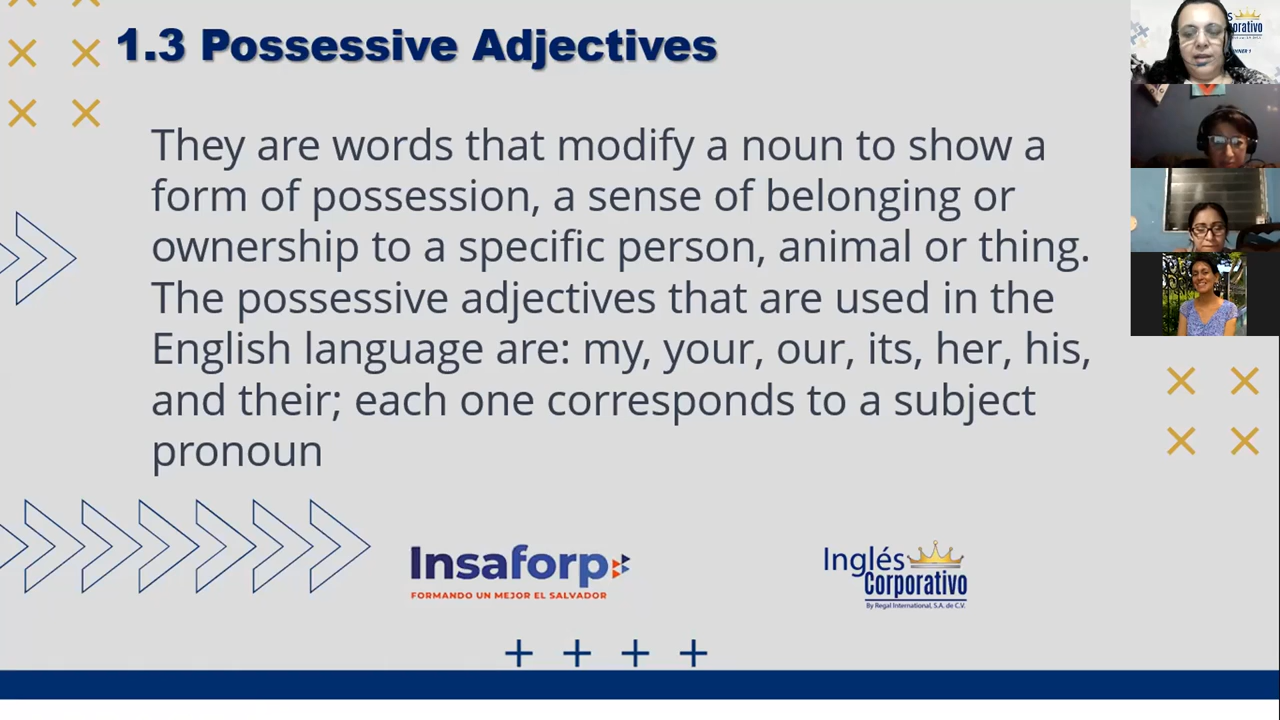 1.3 Possessive Adjectives
They are words that modify a noun to show a
form of possession, a sense of belonging or
ownership to a specific person, animal or thing.
The possessive adjectives that are used in the
English language are: my, your, our, its, her, his,
and their; each one corresponds to a subject
pronoun
Insaforp
FORMANDO UN MEJOR EL SALVADOR
Inglés
Corporativo
By Regal International, S.A. de C.V.